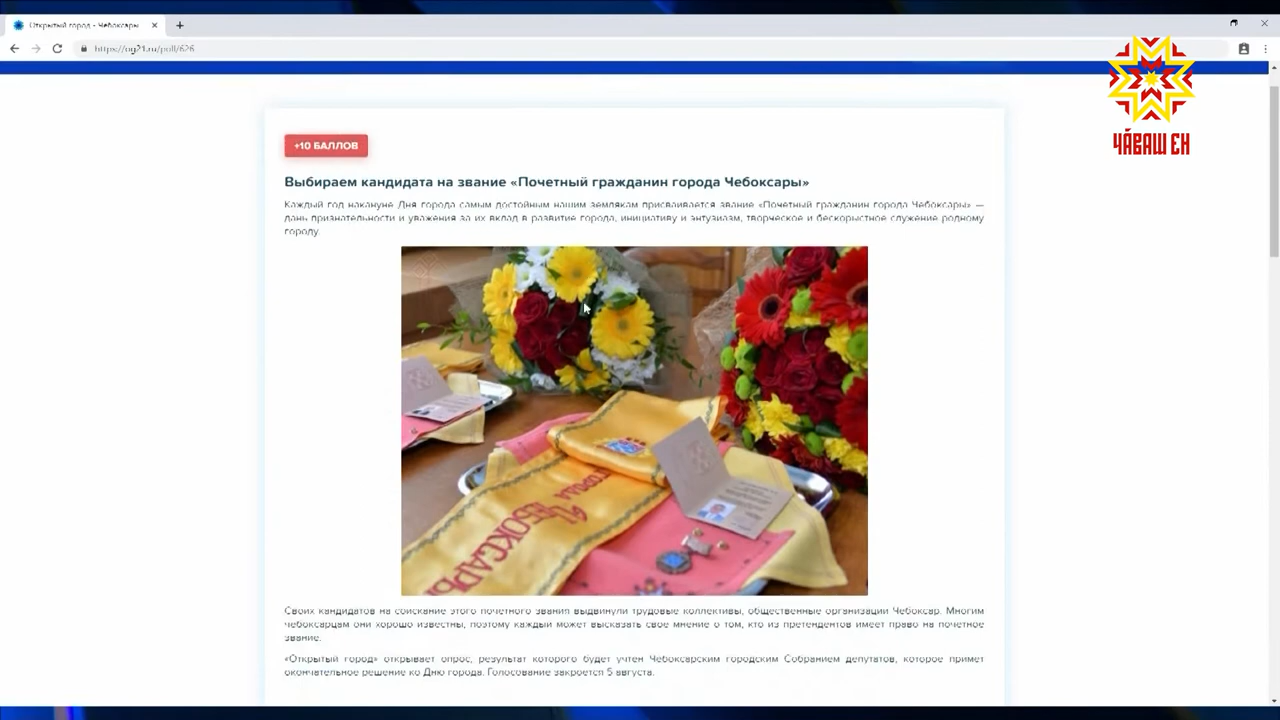 Открытый город - Чебоксары
https://og21.ru/poll/626
ЧӐВАШ ЕН
+10 БАЛЛОВ
Выбираем кандидата на звание «Почетный гражданин города Чебоксары»
Каждый год накануне Дня города самым достойным нашим землякам присваивается звание «Почетный гражданин города Чебоксары» —
дань признательности и уважения за их вклад в развитие города, инициативу и энтузиазм, творческое и бескорыстное служение родному
городу.
ГОРОДА
ЧЕБОКСАРЫ
Своих кандидатов на соискание этого почетного звания выдвинули трудовые коллективы, общественные организации Чебоксар. Многим
чебоксарцам они хорошо известны, поэтому каждый может высказать свое мнение о том, кто из претендентов имеет право на почетное
звание.
«Открытый город» открывает опрос, результат которого будет учтен Чебоксарским городским Собранием депутатов, которое примет
окончательное решение ко Дню города. Голосование закроется 5 августа.